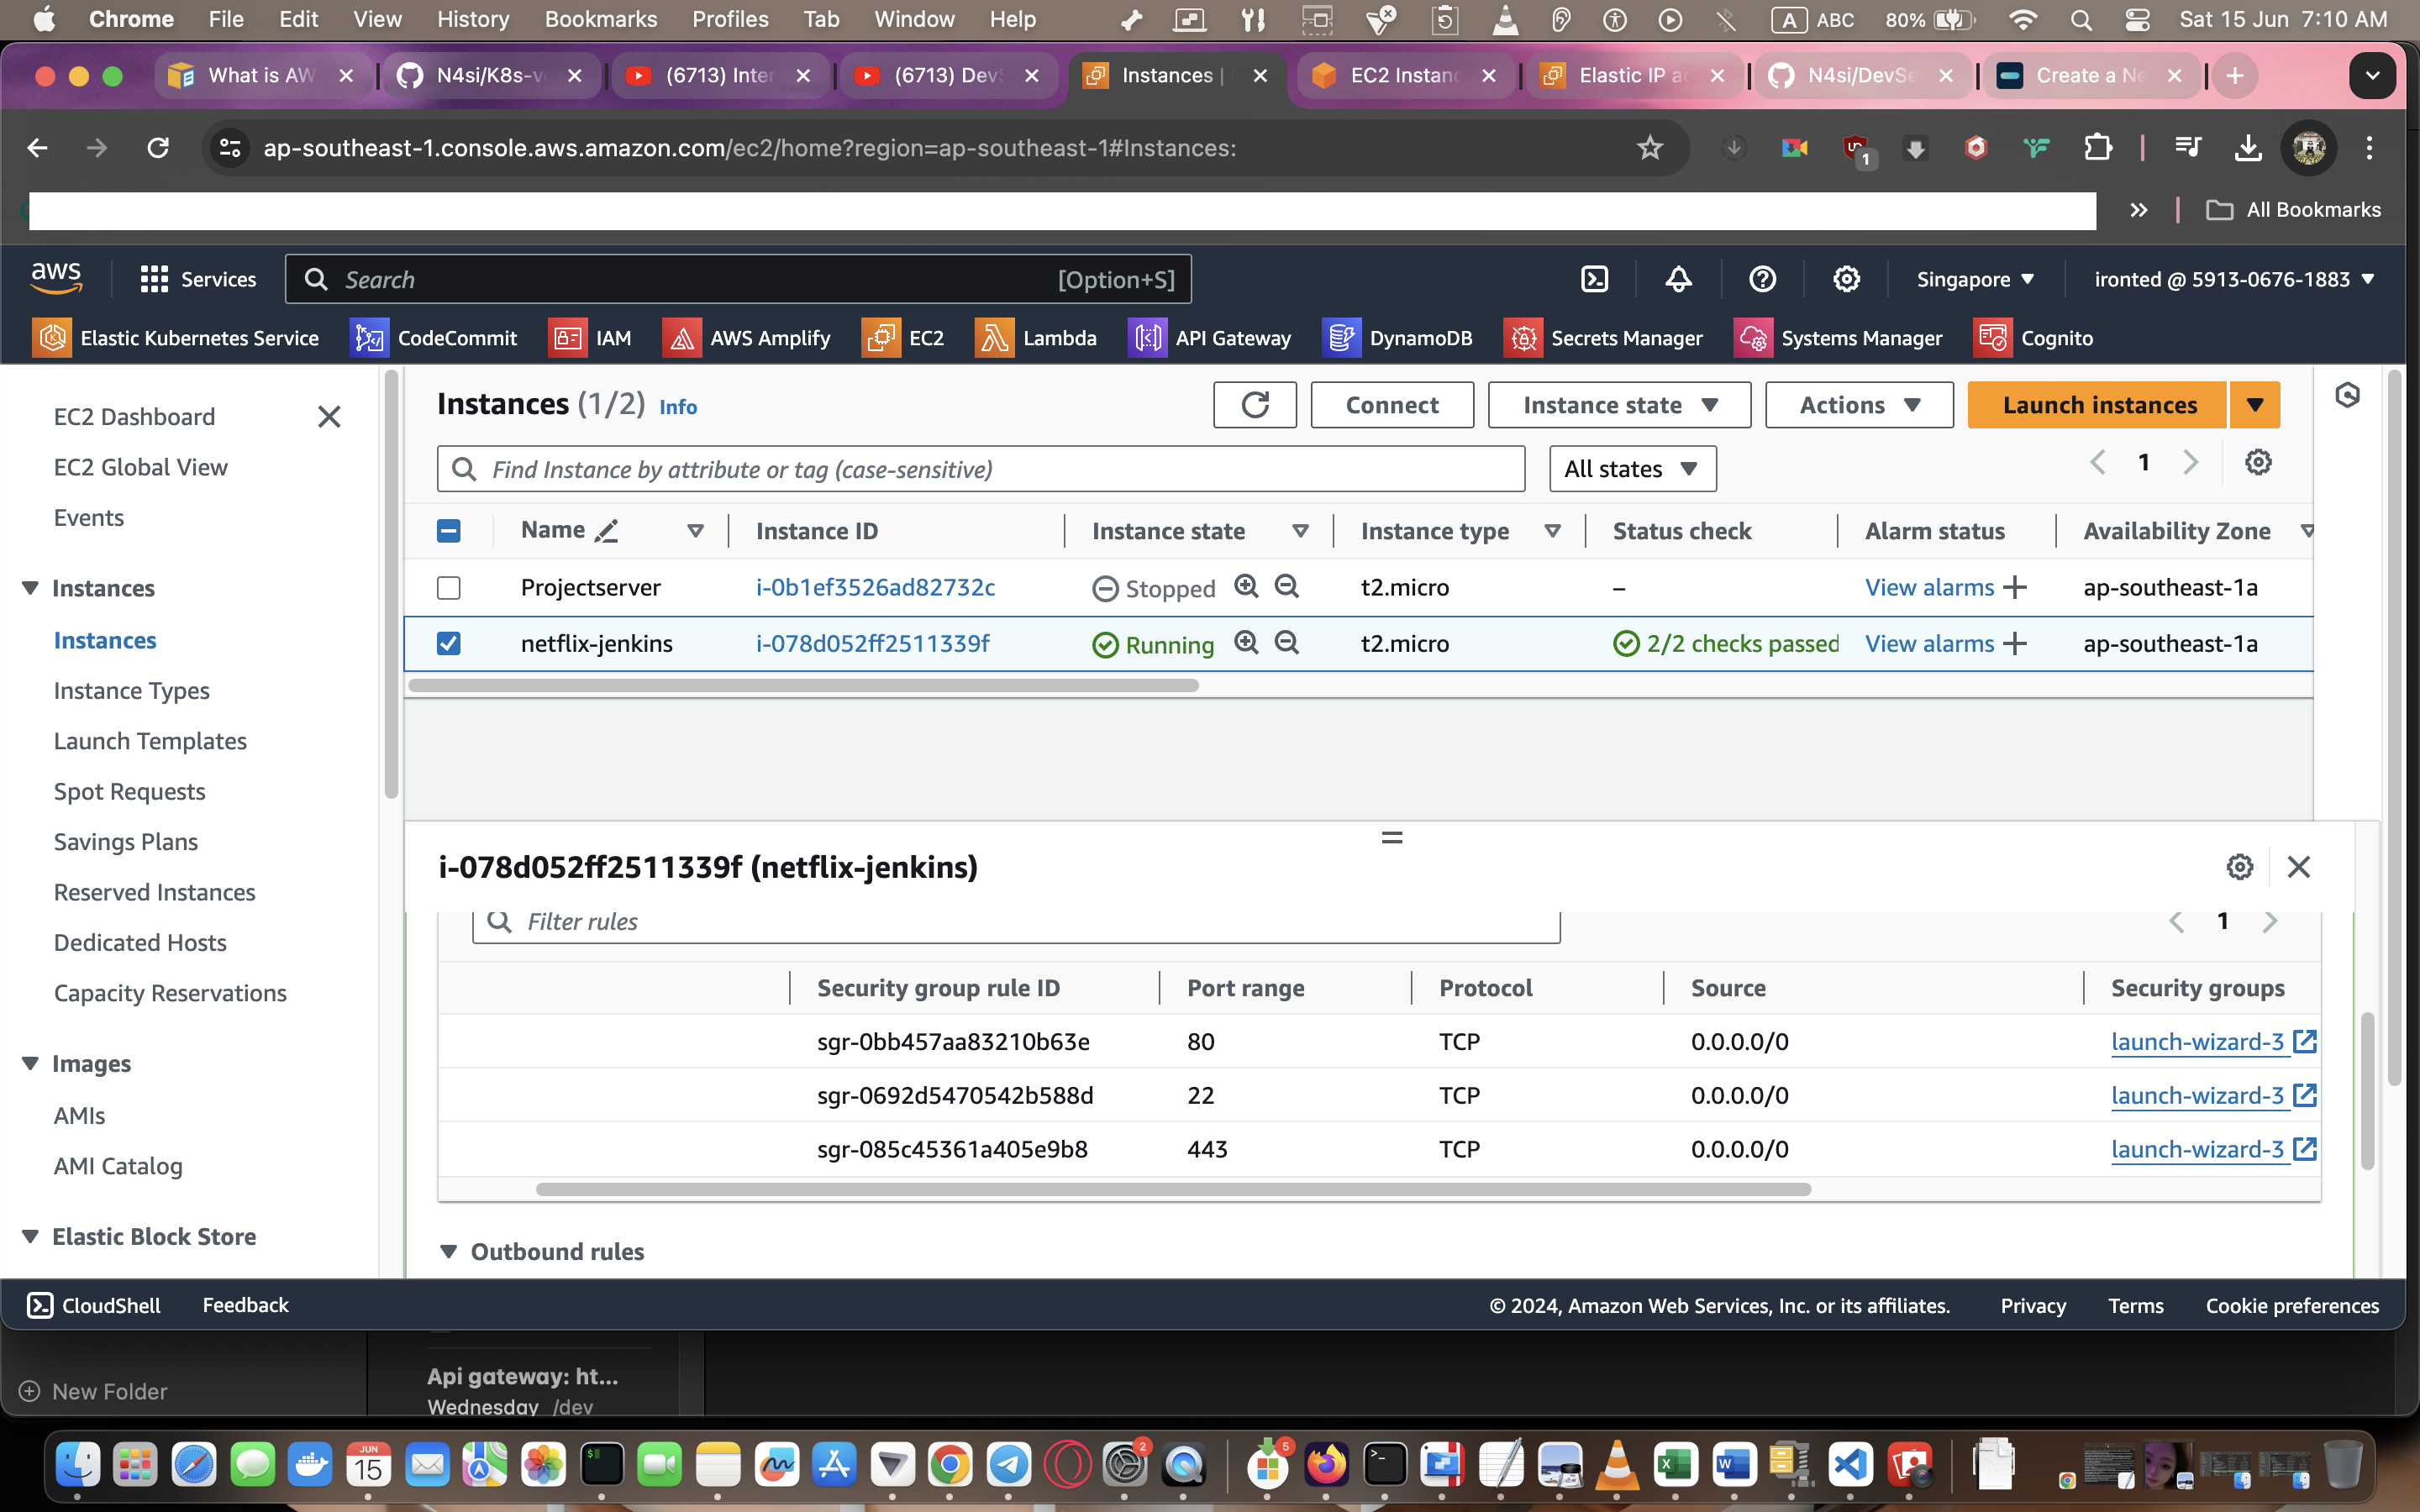 Chrome File Edit View History Bookmarks Profiles Tab Window Help A ABC 80% Sat 15 Jun 7:10 AM
What is AW N4si/K8s-v (6713) Inter (6713) DevS Instances | EC2 Instanc Elastic IP a N4si/DevSe Create a Ne
ap-southeast-1.console.aws.amazon.com/ec2/home?region=ap-southeast-1#Instances: 1
All Bookmarks
aws Services Search [Option+S] Singapore ironted @ 5913-0676-1883
Elastic Kubernetes Service CodeCommit IAM AWS Amplify EC2 Lambda API Gateway DynamoDB Secrets Manager Systems Manager Cognito
EC2 Dashboard
EC2 Global View
Events
Instances
Instances
Instance Types
Launch Templates
Spot Requests
Savings Plans
Reserved Instances
Dedicated Hosts
Capacity Reservations
Images
AMIs
AMI Catalog
Elastic Block Store
Instances (1/2) Info Connect Instance state Actions Launch instances
Find Instance by attribute or tag (case-sensitive) All states 1
Name Instance ID Instance state Instance type Status check Alarm status Availability Zone
Projectserver i-0b1ef3526ad82732c Stopped t2.micro – View alarms ap-southeast-1a
netflix-jenkins i-078d052ff2511339f Running t2.micro 2/2 checks passed View alarms ap-southeast-1a
i-078d052ff2511339f (netflix-jenkins)
Filter rules 1
Security group rule ID Port range Protocol Source Security groups
sgr-0bb457aa83210b63e 80 TCP 0.0.0.0/0 launch-wizard-3
sgr-0692d5470542b588d 22 TCP 0.0.0.0/0 launch-wizard-3
sgr-085c45361a405e9b8 443 TCP 0.0.0.0/0 launch-wizard-3
Outbound rules
CloudShell Feedback © 2024, Amazon Web Services, Inc. or its affiliates. Privacy Terms Cookie preferences
Api gateway: ht...
New Folder
Wednesday /dev
JUN
15
2
5